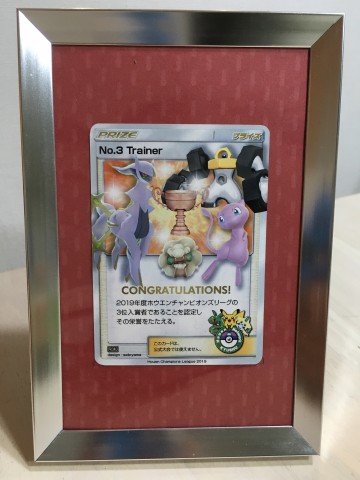 PRIZE プライズ
No.3 Trainer
CONGRATULATIONS!
2019年度ホウエンチャンピオンズリーグの
3位入賞者であることを認定し
その栄誉をたたえる。
このカードは、
公式大会では使えません。
Hoenn Champions League 2019